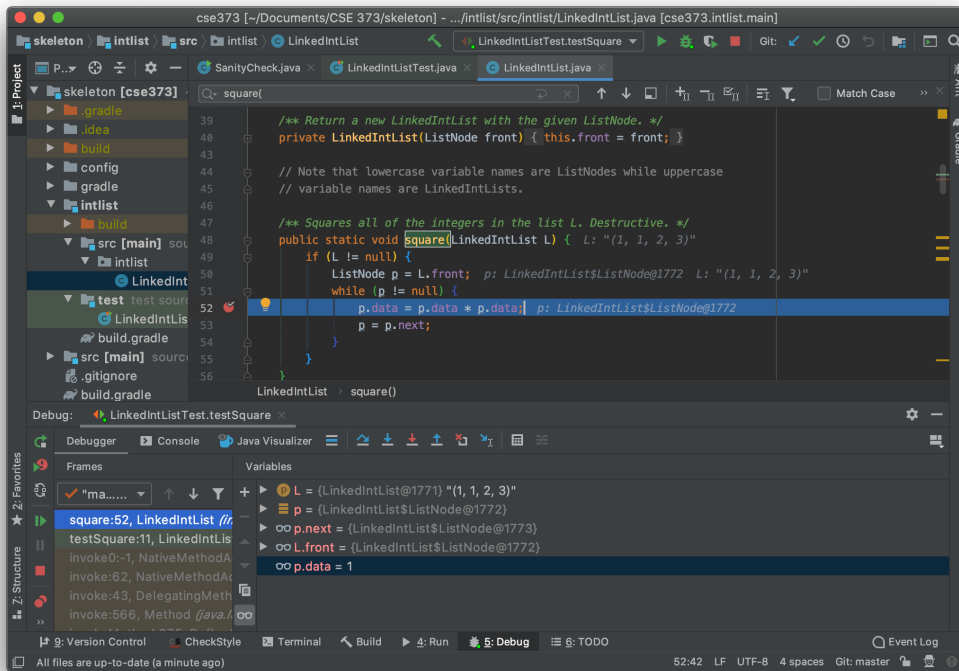 cse373 [~/Documents/CSE 373/skeleton] - .../intlist/src/intlist/LinkedIntList.java [cse373.intlist.main]
skeleton intlist src intlist LinkedIntList LinkedIntListTest.testSquare Git:
1: Project
P.. SanityCheck.java LinkedIntListTest.java LinkedIntList.java
square( Match Case
skeleton [cse373]
.gradle
.idea
build
config
gradle
intlist
build
src [main] sou
intlist
LinkedInt
test test sourc
LinkedIntLis
build.gradle
src [main] source
.gitignore
build.gradle
39 /** Return a new LinkedIntList with the given ListNode. */
40 private LinkedIntList(ListNode front) { this.front = front; }
43
44 // Note that lowercase variable names are ListNodes while uppercase
45 // variable names are LinkedIntLists.
46
47 /** Squares all of the integers in the list L. Destructive. */
48 public static void square(LinkedIntList L) { L: "(1, 1, 2, 3)"
49 if (L != null) {
50 ListNode p = L.front; p: LinkedIntList$ListNode@1772 L: "(1, 1, 2, 3)"
51 while (p != null) {
52 p.data = p.data * p.data; p: LinkedIntList$ListNode@1772
53 p = p.next;
54 }
55 }
56 }
LinkedIntList › square()
Debug: LinkedIntListTest.testSquare
Debugger Console Java Visualizer
Frames Variables
"ma......
square:52, LinkedIntList (in
testSquare:11, LinkedIntLis
invoke0:-1, NativeMethodA
invoke:62, NativeMethodAc
invoke:43, DelegatingMeth
invoke:566, Method (java.l
L = {LinkedIntList@1771} "(1, 1, 2, 3)"
p = {LinkedIntList$ListNode@1772}
p.next = {LinkedIntList$ListNode@1773}
L.front = {LinkedIntList$ListNode@1772}
p.data = 1
2: Favorites
Z: Structure
9: Version Control CheckStyle Terminal Build 4: Run 5: Debug 6: TODO Event Log
All files are up-to-date (a minute ago) 52:42 LF UTF-8 4 spaces Git: master